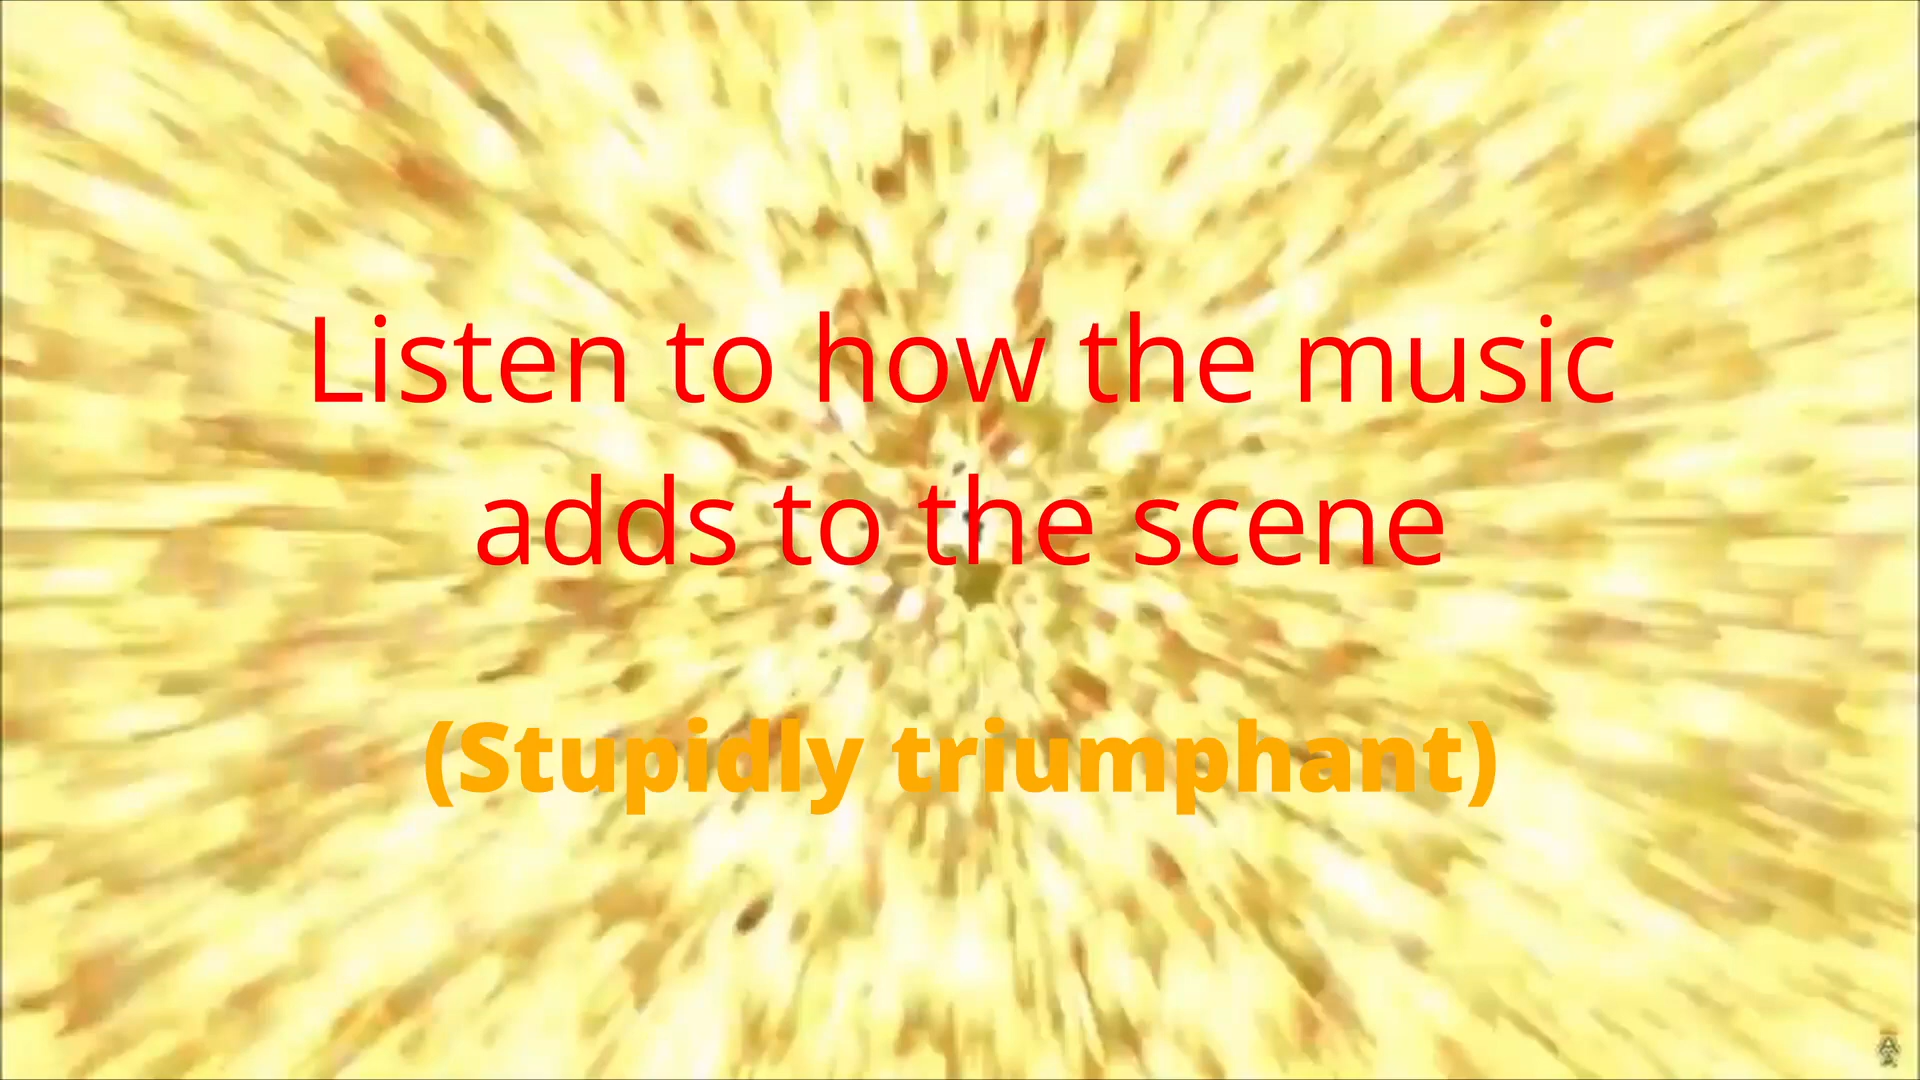 Listen to how the music
adds to the scene
(Stupidly triumphant)